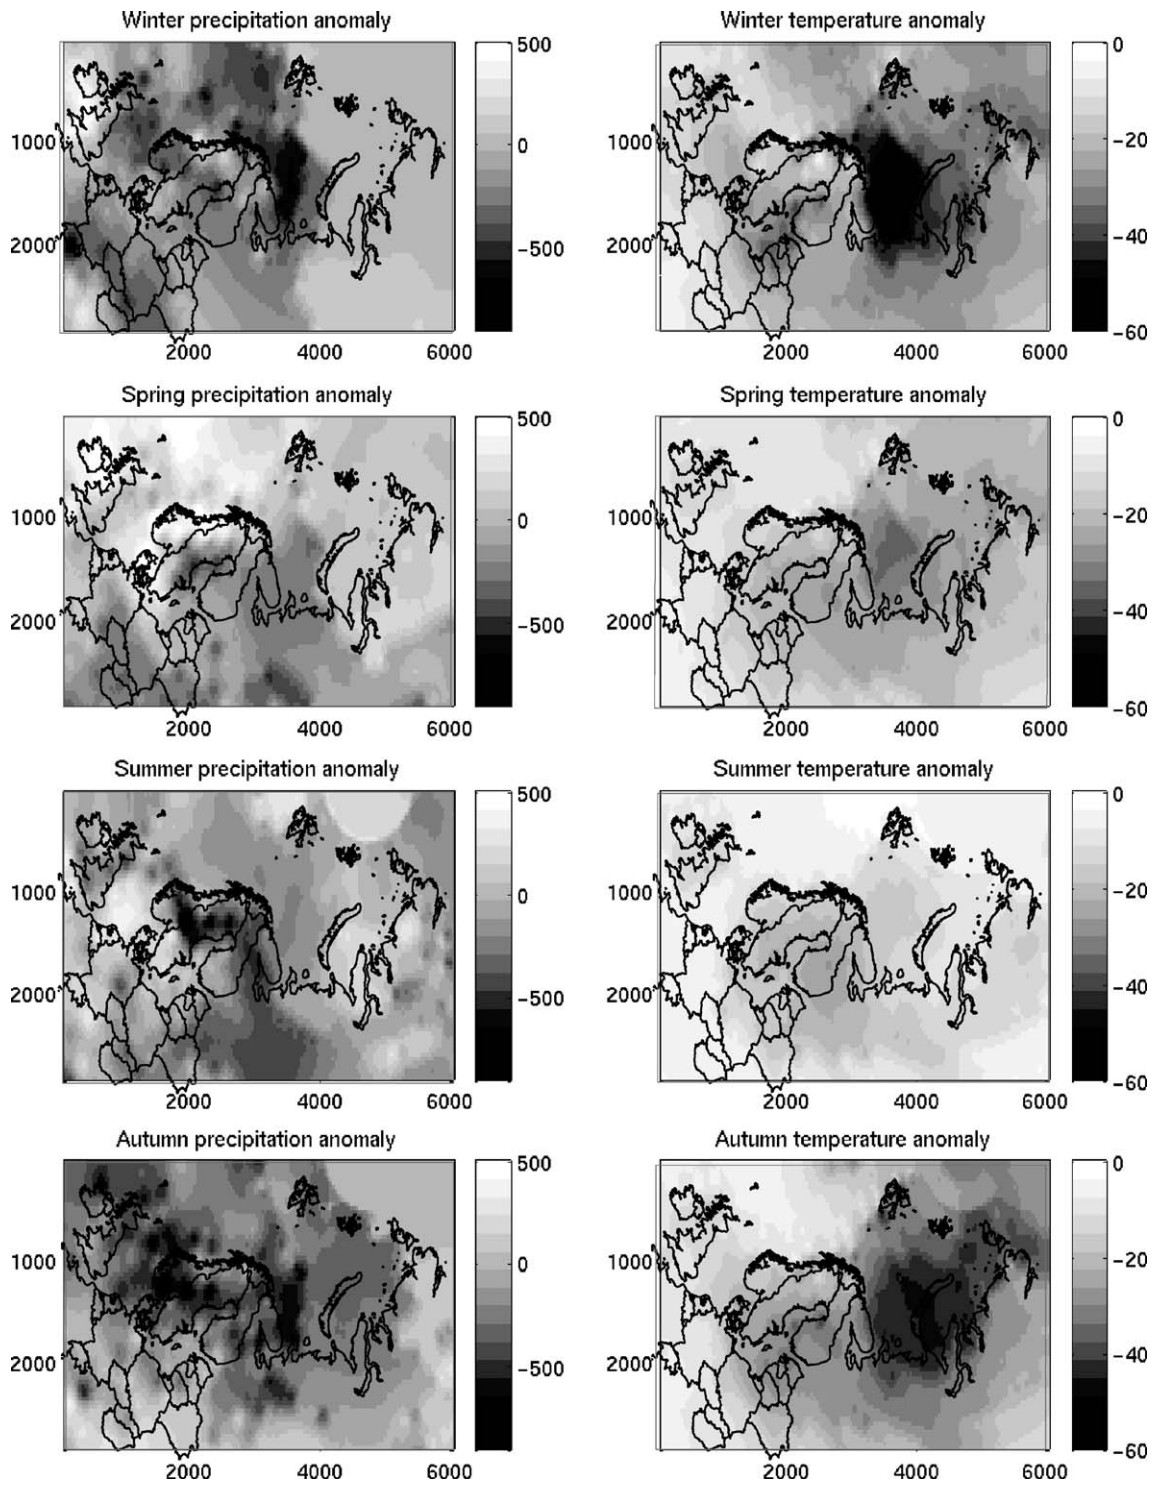 Winter precipitation anomaly
Winter temperature anomaly
500
0
−500
1000
2000
2000 4000 6000
0
−20
−40
−60
1000
2000
2000 4000 6000
Spring precipitation anomaly
Spring temperature anomaly
500
0
−500
1000
2000
2000 4000 6000
0
−20
−40
−60
1000
2000
2000 4000 6000
Summer precipitation anomaly
Summer temperature anomaly
500
0
−500
1000
2000
2000 4000 6000
0
−20
−40
−60
1000
2000
2000 4000 6000
Autumn precipitation anomaly
Autumn temperature anomaly
500
0
−500
1000
2000
2000 4000 6000
0
−20
−40
−60
1000
2000
2000 4000 6000